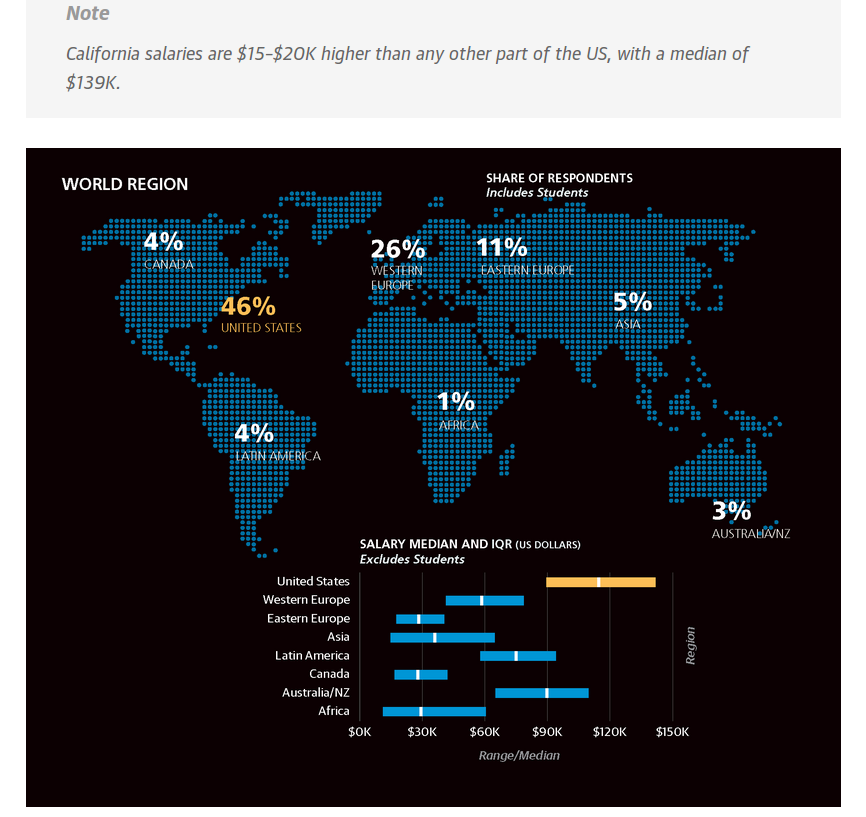 Note
California salaries are $15–$20K higher than any other part of the US, with a median of
$139K.
WORLD REGION
SHARE OF RESPONDENTS
Includes Students
4%
CANADA
26%
WESTERN
EUROPE
11%
EASTERN EUROPE
46%
UNITED STATES
5%
ASIA
1%
AFRICA
4%
LATIN AMERICA
3%
AUSTRALIA/NZ
SALARY MEDIAN AND IQR (US DOLLARS)
Excludes Students
United States
Western Europe
Eastern Europe
Asia
Latin America
Canada
Australia/NZ
Africa
Region
$0K $30K $60K $90K $120K $150K
Range/Median